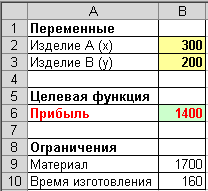 A B
1 Переменные
2 Изделие A (x) 300
3 Изделие B (y) 200
4
5 Целевая функция
6 Прибыль 1400
7
8 Ограничения
9 Материал 1700
10 Время изготовления 160